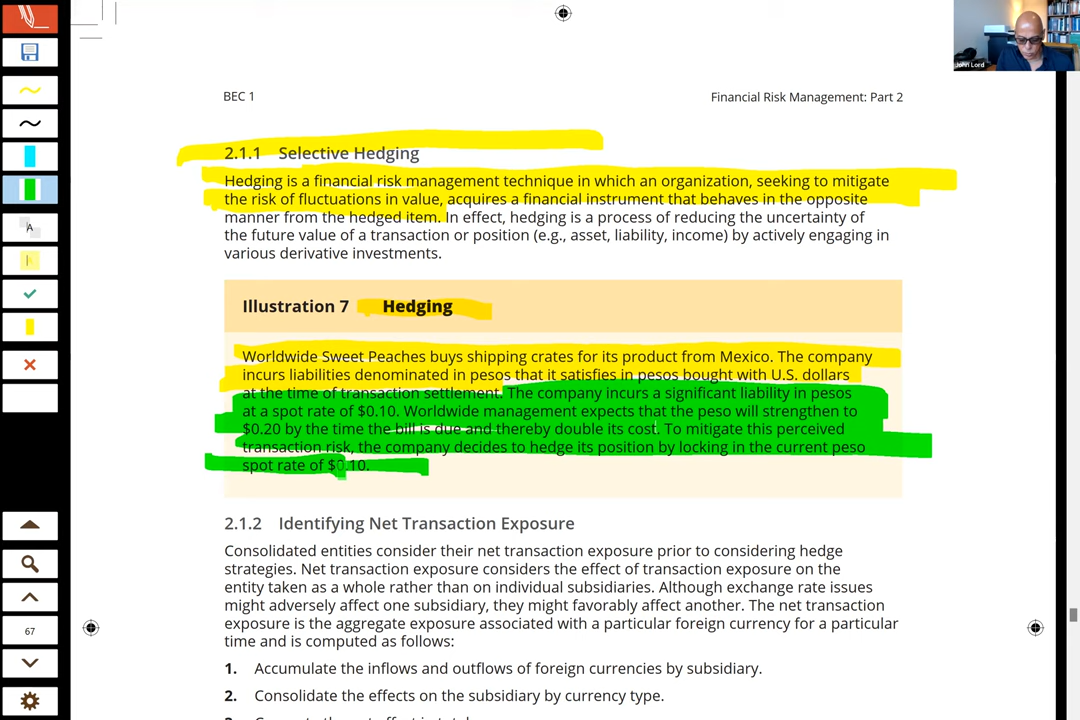 John Lord
BEC 1 Financial Risk Management: Part 2
2.1.1 Selective Hedging
Hedging is a financial risk management technique in which an organization, seeking to mitigate
the risk of fluctuations in value, acquires a financial instrument that behaves in the opposite
manner from the hedged item. In effect, hedging is a process of reducing the uncertainty of
the future value of a transaction or position (e.g., asset, liability, income) by actively engaging in
various derivative investments.
Illustration 7 Hedging
Worldwide Sweet Peaches buys shipping crates for its product from Mexico. The company
incurs liabilities denominated in pesos that it satisfies in pesos bought with U.S. dollars
at the time of transaction settlement. The company incurs a significant liability in pesos
at a spot rate of $0.10. Worldwide management expects that the peso will strengthen to
$0.20 by the time the bill is due and thereby double its cost. To mitigate this perceived
transaction risk, the company decides to hedge its position by locking in the current peso
spot rate of $0.10.
2.1.2 Identifying Net Transaction Exposure
Consolidated entities consider their net transaction exposure prior to considering hedge
strategies. Net transaction exposure considers the effect of transaction exposure on the
entity taken as a whole rather than on individual subsidiaries. Although exchange rate issues
might adversely affect one subsidiary, they might favorably affect another. The net transaction
exposure is the aggregate exposure associated with a particular foreign currency for a particular
time and is computed as follows:
1. Accumulate the inflows and outflows of foreign currencies by subsidiary.
2. Consolidate the effects on the subsidiary by currency type.
A
67